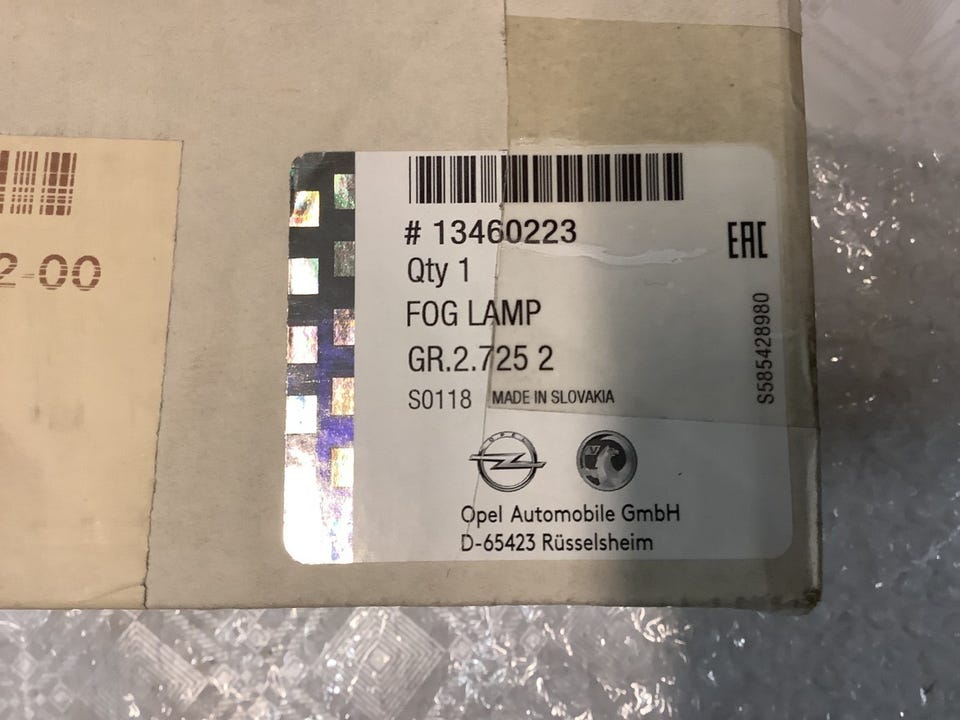 2-00
# 13460223
EAC
Qty 1
FOG LAMP
GR.2.725 2
S0118 MADE IN SLOVAKIA
S585428980
OPEL
Opel Automobile GmbH
D-65423 Rüsselsheim